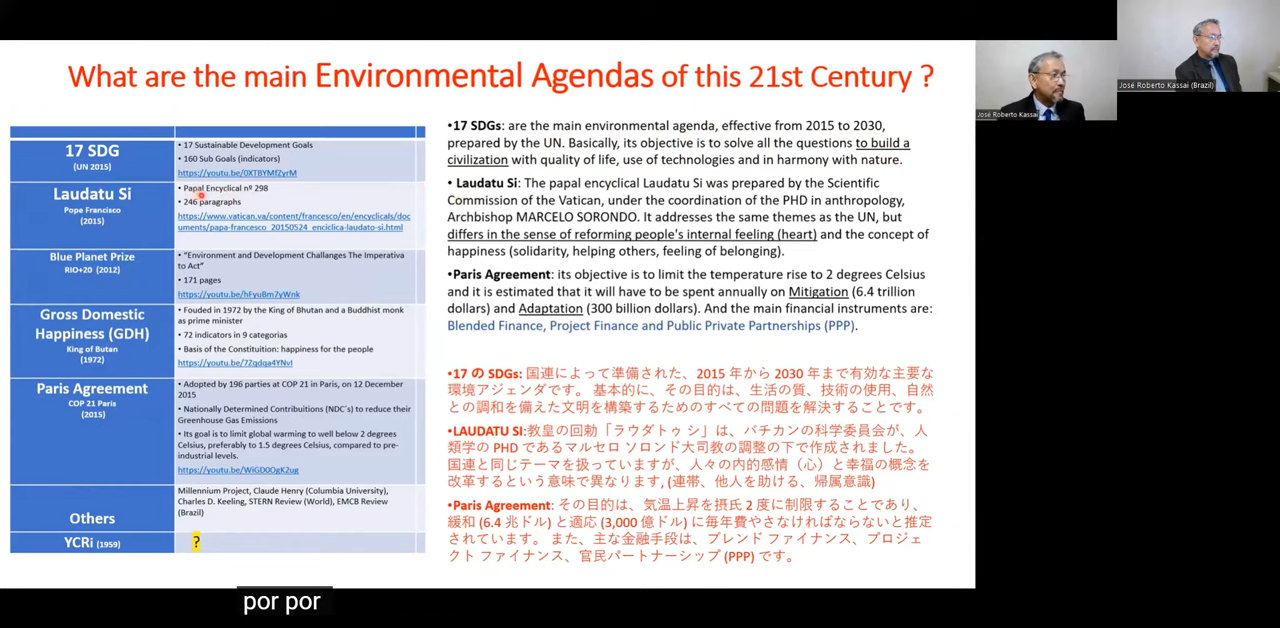 What are the main Environmental Agendas of this 21st Century ?
17 SDG
(UN 2015)
• 17 Sustainable Development Goals
• 160 Sub Goals (indicators)
https://youtu.be/0XTBYMfZyrM
Laudatu Si
Pope Francisco
(2015)
• Papal Encyclical nº 298
• 246 paragraphs
https://www.vatican.va/content/francesco/en/encyclicals/doc
uments/papa-francesco_20150524_enciclica-laudato-si.html
Blue Planet Prize
RIO+20 (2012)
• "Environment and Development Challanges The Imperativa
to Act"
• 171 pages
https://youtu.be/hFyuBm7yWnk
Gross Domestic
Happiness (GDH)
King of Butan
(1972)
• Fouded in 1972 by the King of Bhutan and a Buddhist monk
as prime minister
• 72 indicators in 9 categorias
• Basis of the Constituition: happiness for the people
https://youtu.be/7Zqdqa4YNvI
Paris Agreement
COP 21 Paris
(2015)
• Adopted by 196 parties at COP 21 in Paris, on 12 December
2015
• Nationally Determined Contribuitions (NDC´s) to reduce their
Greenhouse Gas Emissions
• Its goal is to limit global warming to well below 2 degrees
Celsius, preferably to 1.5 degrees Celsius, compared to pre-
industrial levels.
https://youtu.be/WiGD0OgK2ug
Others
Millennium Project, Claude Henry (Columbia University),
Charles D. Keeling, STERN Review (World), EMCB Review
(Brazil)
YCRi (1959)
?
•17 SDGs: are the main environmental agenda, effective from 2015 to 2030,
prepared by the UN. Basically, its objective is to solve all the questions to build a
civilization with quality of life, use of technologies and in harmony with nature.
• Laudatu Si: The papal encyclical Laudatu Si was prepared by the Scientific
Commission of the Vatican, under the coordination of the PHD in anthropology,
Archbishop MARCELO SORONDO. It addresses the same themes as the UN, but
differs in the sense of reforming people's internal feeling (heart) and the concept of
happiness (solidarity, helping others, feeling of belonging).
•Paris Agreement: its objective is to limit the temperature rise to 2 degrees Celsius
and it is estimated that it will have to be spent annually on Mitigation (6.4 trillion
dollars) and Adaptation (300 billion dollars). And the main financial instruments are:
Blended Finance, Project Finance and Public Private Partnerships (PPP).
•17 の SDGs: 国連によって準備された、2015 年から 2030 年まで有効な主要な
環境アジェンダです。 基本的に、その目的は、生活の質、技術の使用、自然
との調和を備えた文明を構築するためのすべての問題を解決することです。
•LAUDATU SI:教皇の回勅「ラウダトゥ シ」は、バチカンの科学委員会が、人
類学の PHD であるマルセロ ソロンド大司教の調整の下で作成されました。
国連と同じテーマを扱っていますが、人々の内的感情（心）と幸福の概念を
改革するという意味で異なります, (連帯、他人を助ける、帰属意識)
•Paris Agreement: その目的は、気温上昇を摂氏 2 度に制限することであり、
緩和 (6.4 兆ドル) と適応 (3,000 億ドル) に毎年費やさなければならないと推定
されています。 また、主な金融手段は、ブレンド ファイナンス、プロジェ
クト ファイナンス、官民パートナーシップ (PPP) です。
José Roberto Kassai
José Roberto Kassai (Brazil)
por por